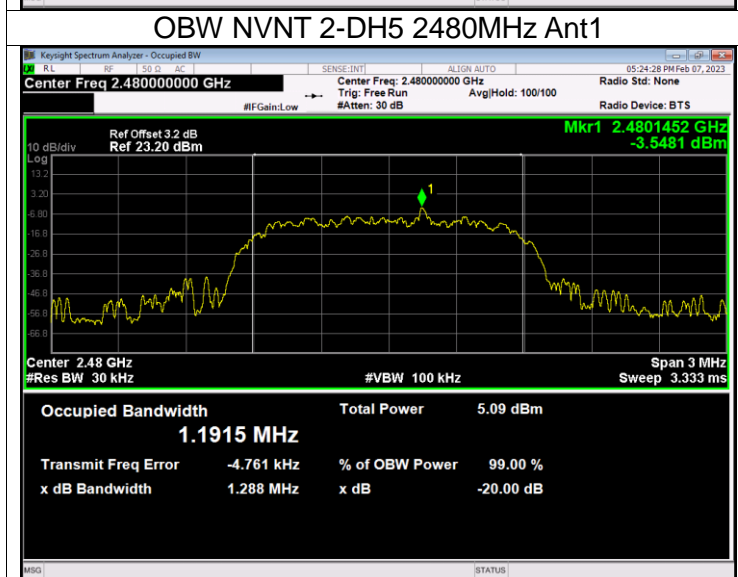 OBW NVNT 2-DH5 2480MHz Ant1
Keysight Spectrum Analyzer - Occupied BW
LXI RL RF 50 Ω AC SENSE:INT ALIGN AUTO 05:24:28 PM Feb 07, 2023
Center Freq 2.480000000 GHz Center Freq: 2.480000000 GHz Radio Std: None
Trig: Free Run Avg|Hold: 100/100
#IFGain:Low #Atten: 30 dB Radio Device: BTS
Mkr1 2.4801452 GHz
Ref Offset 3.2 dB
10 dB/div Ref 23.20 dBm -3.5481 dBm
Log
13.2
3.20
1
-6.80
-16.8
-26.8
-36.8
-46.8
-56.8
-66.8
Center 2.48 GHz Span 3 MHz
#Res BW 30 kHz #VBW 100 kHz Sweep 3.333 ms
Occupied Bandwidth Total Power 5.09 dBm
1.1915 MHz
Transmit Freq Error -4.761 kHz % of OBW Power 99.00 %
x dB Bandwidth 1.288 MHz x dB -20.00 dB
MSG STATUS